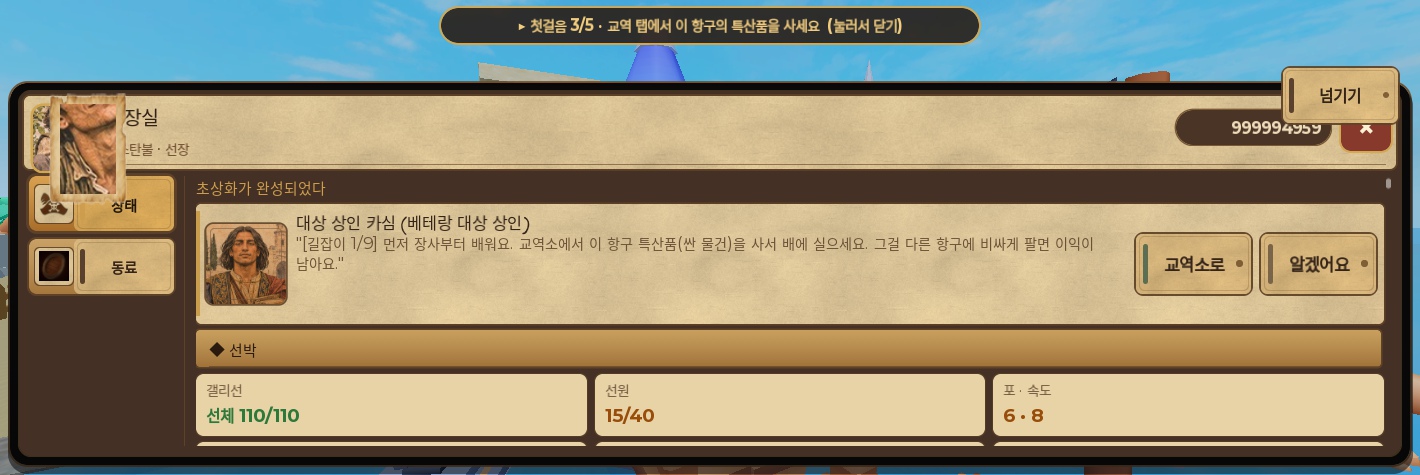 ▸ 첫걸음 3/5 · 교역 탭에서 이 항구의 특산품을 사세요 (눌러서 닫기)
넘기기
장실
스탄불 · 선장
999994959
×
상태
동료
초상화가 완성되었다
대상 상인 카심 (베테랑 대상 상인)
"[길잡이 1/9] 먼저 장사부터 배워요. 교역소에서 이 항구 특산품(싼 물건)을 사서 배에 실으세요. 그걸 다른 항구에 비싸게 팔면 이익이
남아요."
교역소로
알겠어요
◆ 선박
갤리선
선체 110/110
선원
15/40
포 · 속도
6 · 8